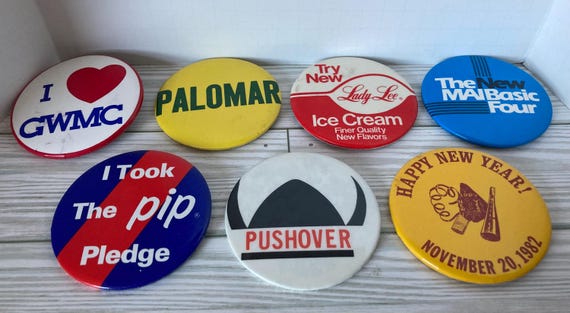 I
GWMC
PALOMAR
Try
New
Lady Lee
Ice Cream
Finer Quality
New Flavors
The New
MAI Basic
Four
I Took
The pip
Pledge
PUSHOVER
HAPPY NEW YEAR!
NOVEMBER 20, 1982